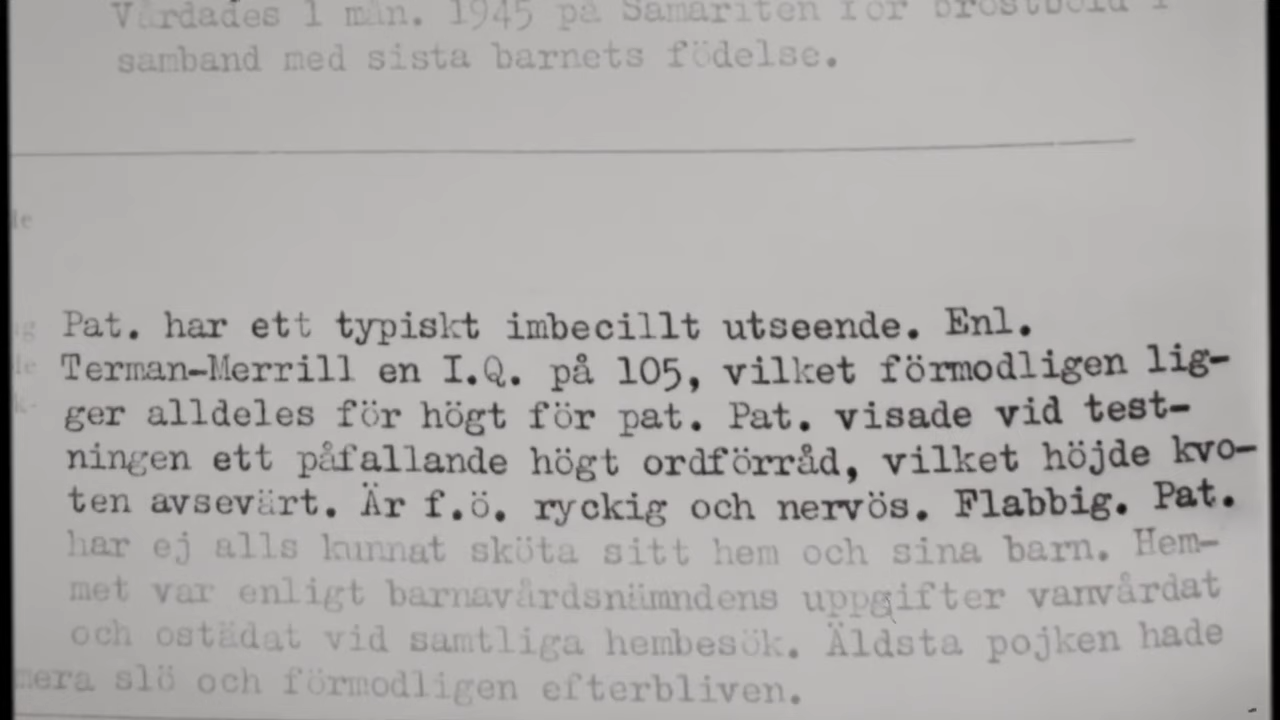 Vårdades 1 mån. 1945 på Samariten för bröstböld i
samband med sista barnets födelse.
Pat. har ett typiskt imbecillt utseende. Enl.
Terman-Merrill en I.Q. på 105, vilket förmodligen lig-
ger alldeles för högt för pat. Pat. visade vid test-
ningen ett påfallande högt ordförråd, vilket höjde kvo-
ten avsevärt. Är f.ö. ryckig och nervös. Flabbig. Pat.
har ej alls kunnat sköta sitt hem och sina barn. Hem-
met var enligt barnavårdsnämndens uppgifter vanvårdat
och ostädat vid samtliga hembesök. Äldsta pojken hade
slö och förmodligen efterbliven.